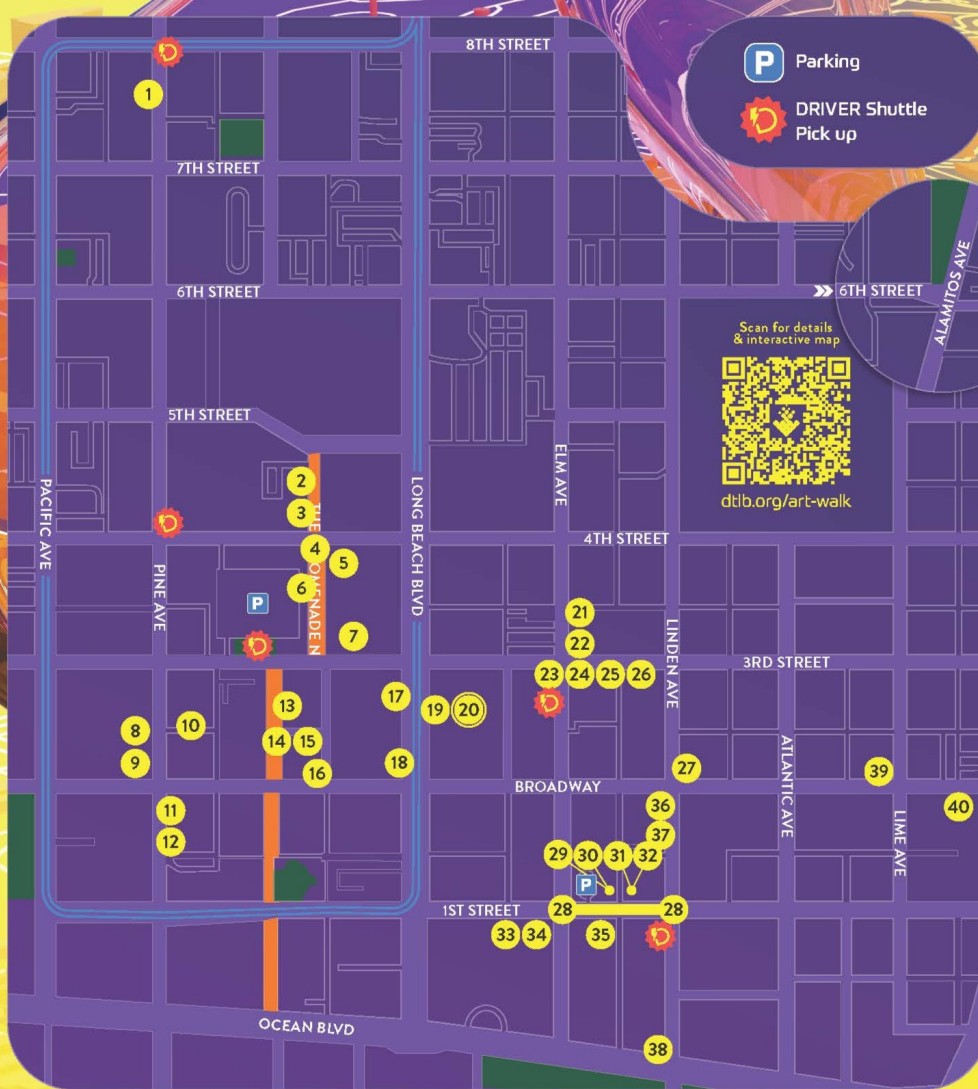 8TH STREET
P Parking
DRIVER Shuttle
Pick up
1
7TH STREET
6TH STREET
6TH STREET
ALAMITOS AVE
Scan for details
& interactive map
dtlb.org/art-walk
5TH STREET
PACIFIC AVE
PINE AVE
LONG BEACH BLVD
ELM AVE
4TH STREET
2
3
THE
4
5
6
OMENADE N
P
7
21
22
LINDEN AVE
3RD STREET
23 24 25 26
17
19 20
13
8
10
14 15
9
16
18
27
39
ATLANTIC AVE
BROADWAY
40
LIME AVE
11
12
36
37
29 30 31 32
P
1ST STREET
28
28
33 34
35
OCEAN BLVD
38